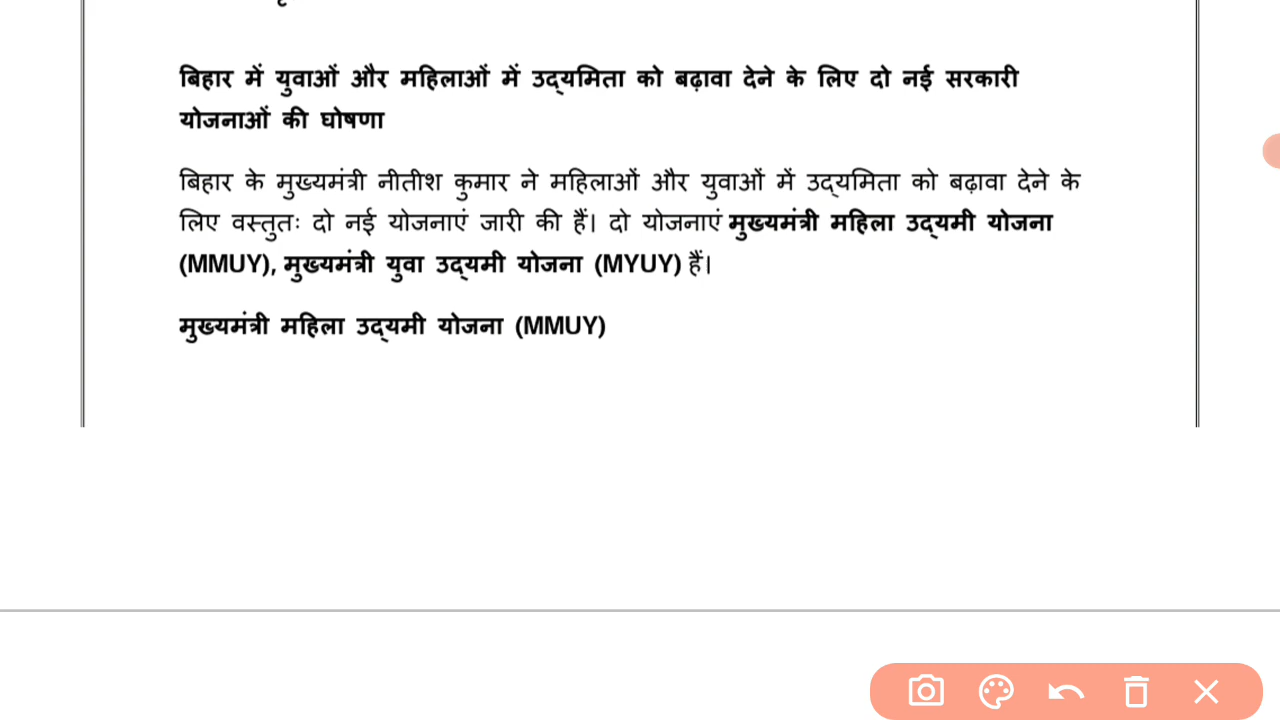 बिहार में युवाओं और महिलाओं में उद्यमिता को बढ़ावा देने के लिए दो नई सरकारी
योजनाओं की घोषणा
बिहार के मुख्यमंत्री नीतीश कुमार ने महिलाओं और युवाओं में उद्यमिता को बढ़ावा देने के
लिए वस्तुतः दो नई योजनाएं जारी की हैं। दो योजनाएं मुख्यमंत्री महिला उद्यमी योजना
(MMUY), मुख्यमंत्री युवा उद्यमी योजना (MYUY) हैं।
मुख्यमंत्री महिला उद्यमी योजना (MMUY)